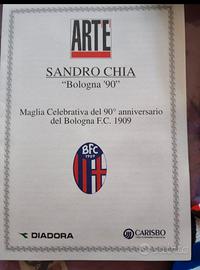 ARTE
SANDRO CHIA
“Bologna '90”
Maglia Celebrativa del 90° anniversario
del Bologna F.C. 1909
BFC
1909
DIADORA
CARISBO